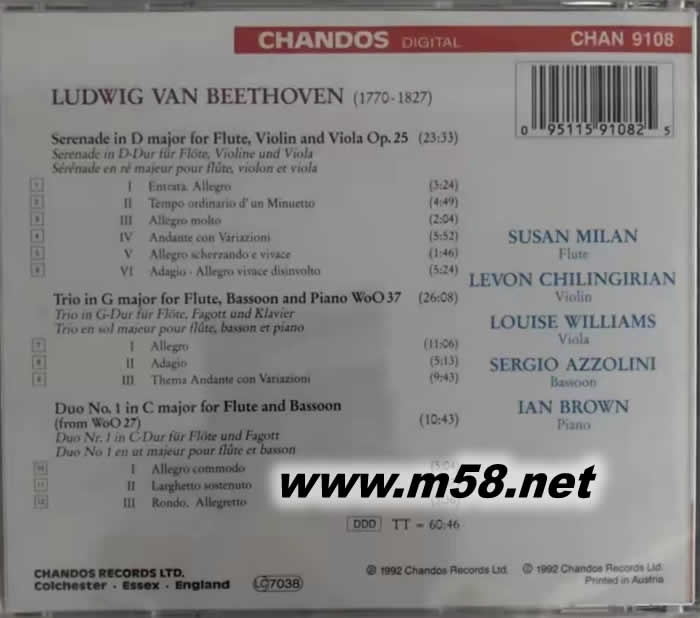 CHANDOS DIGITAL CHAN 9108
LUDWIG VAN BEETHOVEN (1770-1827)
0 95115 91082 5
Serenade in D major for Flute, Violin and Viola Op. 25 (23:33)
Serenade in D-Dur für Flöte, Violine und Viola
Sérénade en ré majeur pour flûte, violon et viola
1 I Entrata. Allegro (3:24)
2 II Tempo ordinario d'un Minuetto (4:49)
3 III Allegro molto (2:04)
4 IV Andante con Variazioni (5:52)
5 V Allegro scherzando e vivace (1:46)
6 VI Adagio - Allegro vivace disinvolto (5:24)
Trio in G major for Flute, Bassoon and Piano WoO 37 (26:08)
Trio in G-Dur für Flöte, Fagott und Klavier
Trio en sol majeur pour flûte, basson et piano
7 I Allegro (11:06)
8 II Adagio (5:13)
9 III Thema Andante con Variazioni (9:43)
Duo No. 1 in C major for Flute and Bassoon
(from WoO 27) (10:43)
Duo Nr. 1 in C-Dur für Flöte und Fagott
Duo No 1 en ut majeur pour flûte et basson
10 I Allegro commodo
11 II Larghetto sostenuto
12 III Rondo. Allegretto
SUSAN MILAN
Flute
LEVON CHILINGIRIAN
Violin
LOUISE WILLIAMS
Viola
SERGIO AZZOLINI
Bassoon
IAN BROWN
Piano
www.m58.net
DDD TT = 60:46
CHANDOS RECORDS LTD.
Colchester · Essex · England
LC 7038
℗ 1992 Chandos Records Ltd. © 1992 Chandos Records Ltd.
Printed in Austria